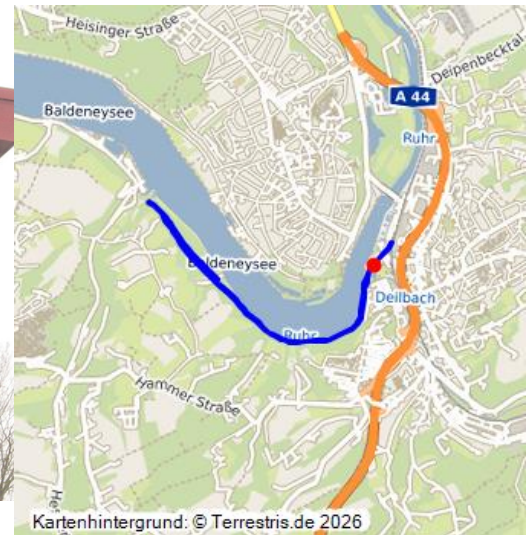 Heisinger Straße
Deipenbecktal
Baldeneysee
A 44
Ruhr
Baldeneysee
Deilbach
Ruhr
Hammer Straße
Kartenhintergrund: © Terrestris.de 2026